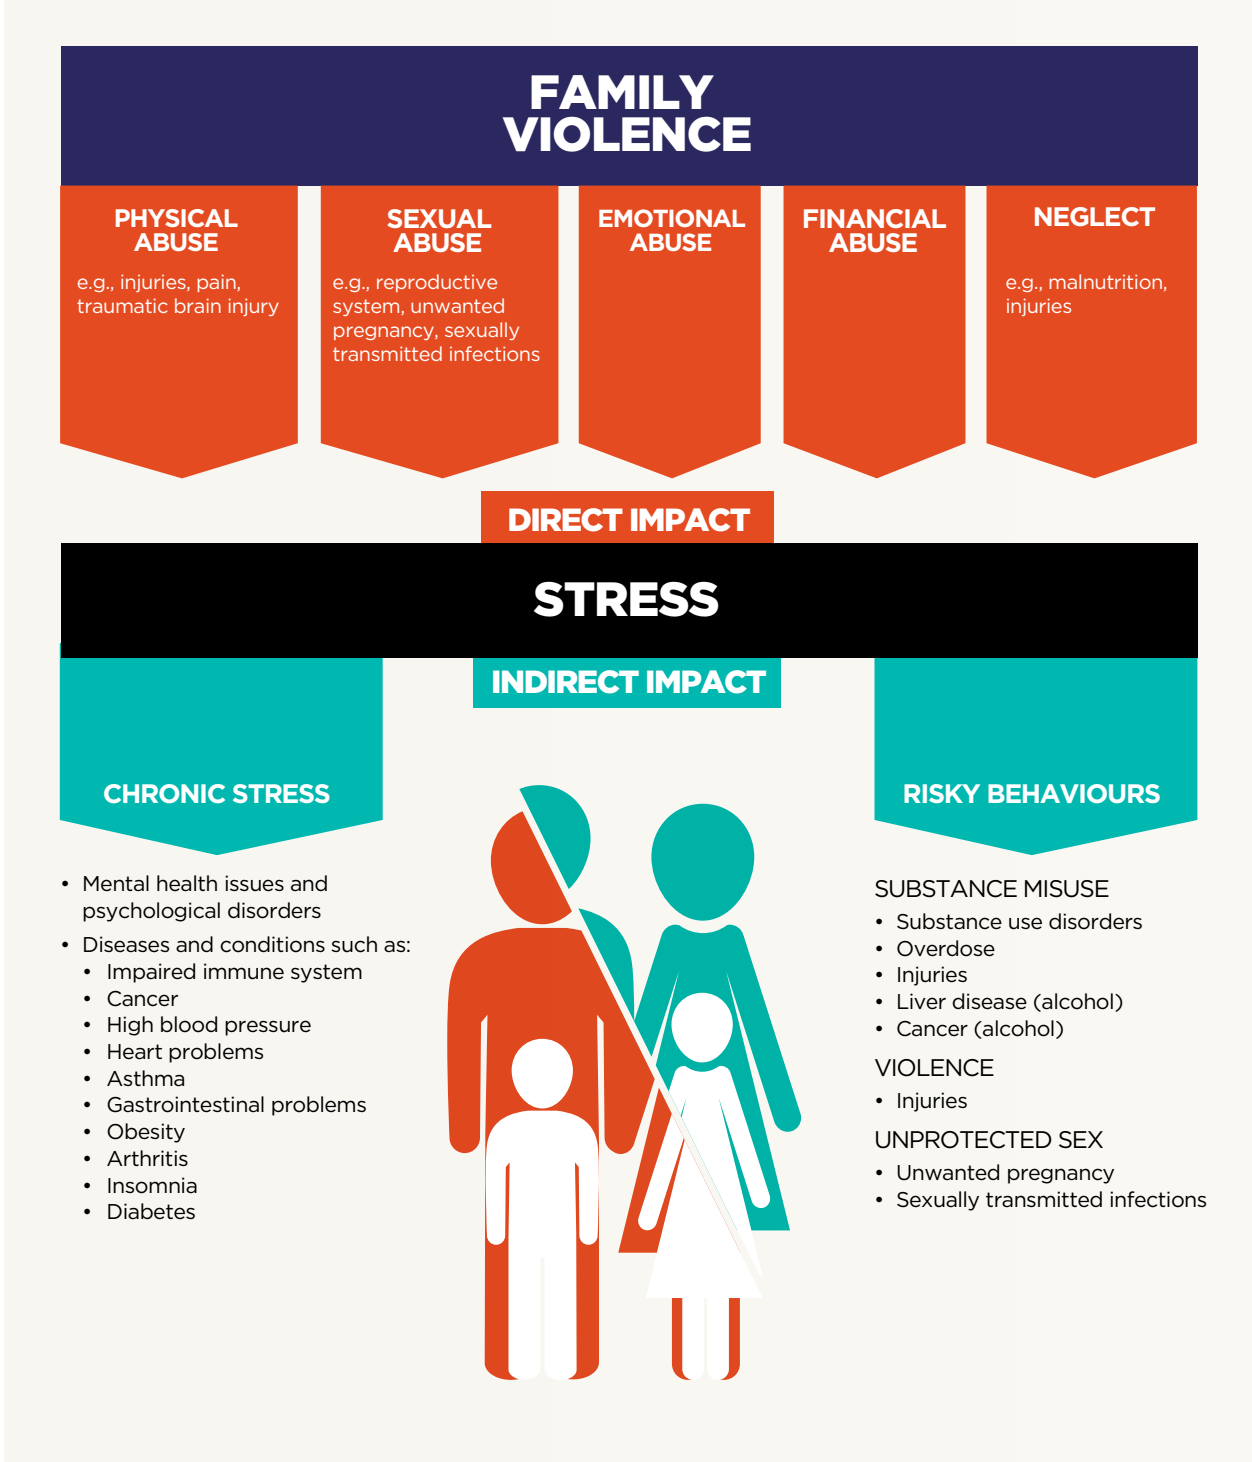 FAMILY
VIOLENCE
PHYSICAL
ABUSE
e.g., injuries, pain,
traumatic brain injury
SEXUAL
ABUSE
e.g., reproductive
system, unwanted
pregnancy, sexually
transmitted infections
EMOTIONAL
ABUSE
FINANCIAL
ABUSE
NEGLECT
e.g., malnutrition,
injuries
DIRECT IMPACT
STRESS
INDIRECT IMPACT
CHRONIC STRESS
• Mental health issues and
psychological disorders
• Diseases and conditions such as:
• Impaired immune system
• Cancer
• High blood pressure
• Heart problems
• Asthma
• Gastrointestinal problems
• Obesity
• Arthritis
• Insomnia
• Diabetes
RISKY BEHAVIOURS
SUBSTANCE MISUSE
• Substance use disorders
• Overdose
• Injuries
• Liver disease (alcohol)
• Cancer (alcohol)
VIOLENCE
• Injuries
UNPROTECTED SEX
• Unwanted pregnancy
• Sexually transmitted infections